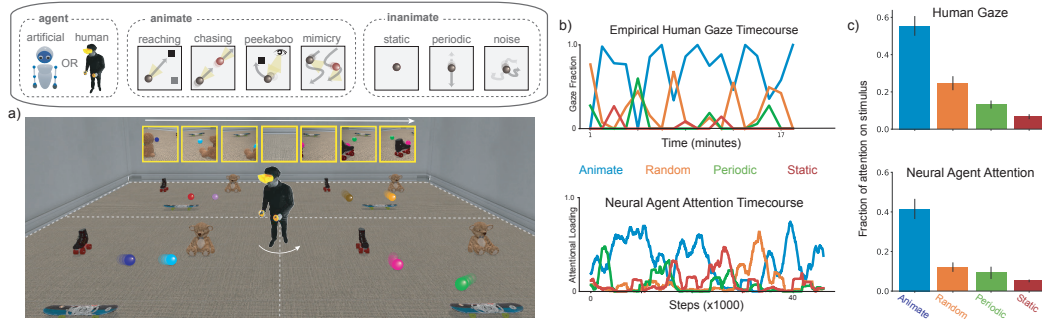 agent
artificial
OR
human
animate
reaching
chasing
peekaboo
mimicry
inanimate
static
periodic
noise
a)
b)
Empirical Human Gaze Timecourse
Gaze Fraction
1.0
0
1
17
Time (minutes)
Animate
Random
Periodic
Static
Neural Agent Attention Timecourse
Attentional Loading
1.0
0
0
40
Steps (x1000)
c)
Human Gaze
Fraction of attention on stimulus
0.6
0.4
0.2
0.0
Neural Agent Attention
0.4
0.2
0.0
Animate
Random
Periodic
Static